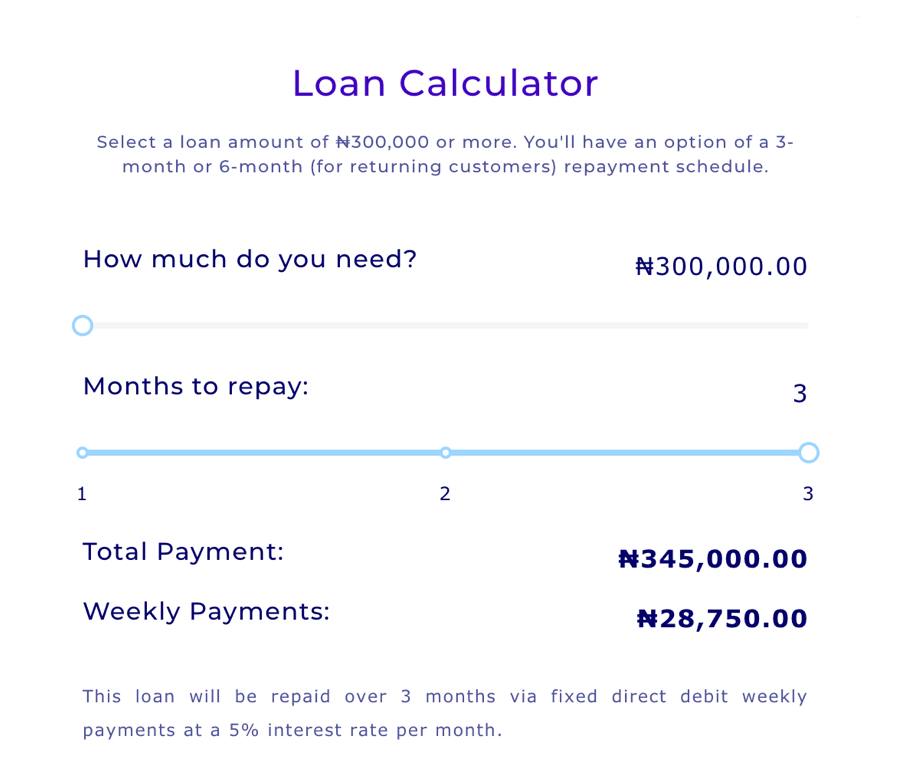 Loan Calculator
Select a loan amount of ₦300,000 or more. You'll have an option of a 3-
month or 6-month (for returning customers) repayment schedule.
How much do you need?
₦300,000.00
Months to repay:
3
1 2 3
Total Payment:
₦345,000.00
Weekly Payments:
₦28,750.00
This loan will be repaid over 3 months via fixed direct debit weekly
payments at a 5% interest rate per month.